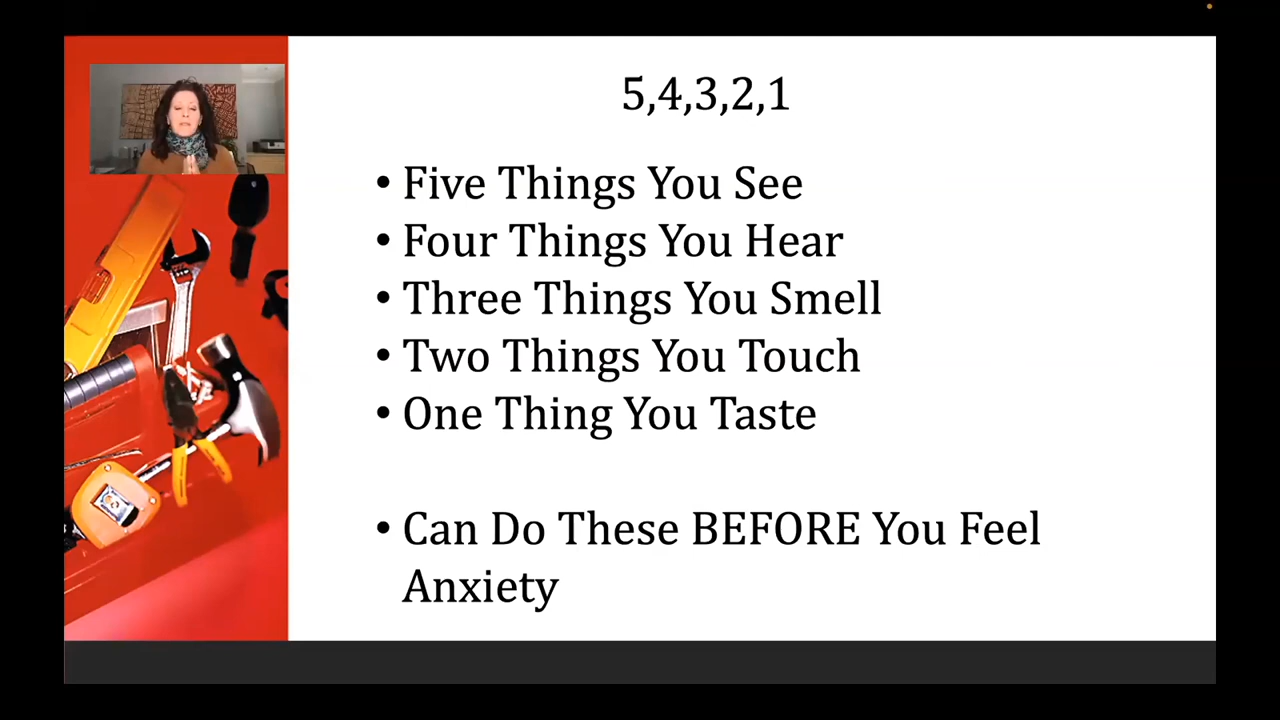 5,4,3,2,1
• Five Things You See
• Four Things You Hear
• Three Things You Smell
• Two Things You Touch
• One Thing You Taste
• Can Do These BEFORE You Feel
Anxiety